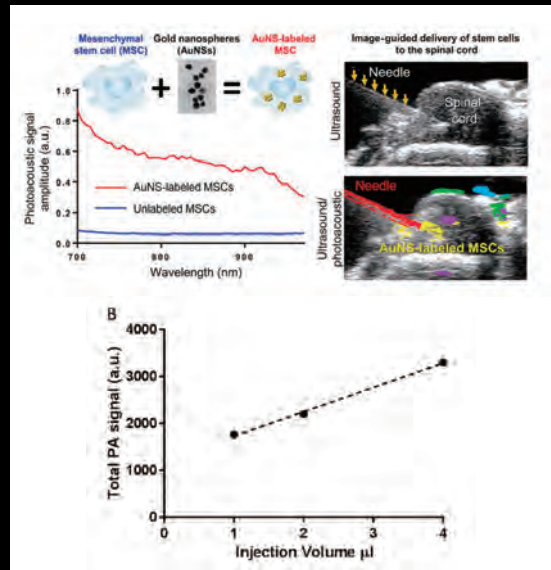 Mesenchymal
stem cell (MSC)
Gold nanospheres
(AuNSs)
AuNS-labeled
MSC
+
=
Image-guided delivery of stem cells
to the spinal cord
Photoacoustic signal
amplitude (a.u.)
1.0
0.8
0.6
0.4
0.2
0.0
AuNS-labeled MSCs
Unlabeled MSCs
700
800
900
Wavelength (nm)
Ultrasound
Needle
Spinal
cord
Ultrasound/
photoacoustic
Needle
AuNS-labeled MSCs
B
Total PA signal (a.u.)
4000
3000
2000
1000
0
0
1
2
3
4
Injection Volume µl